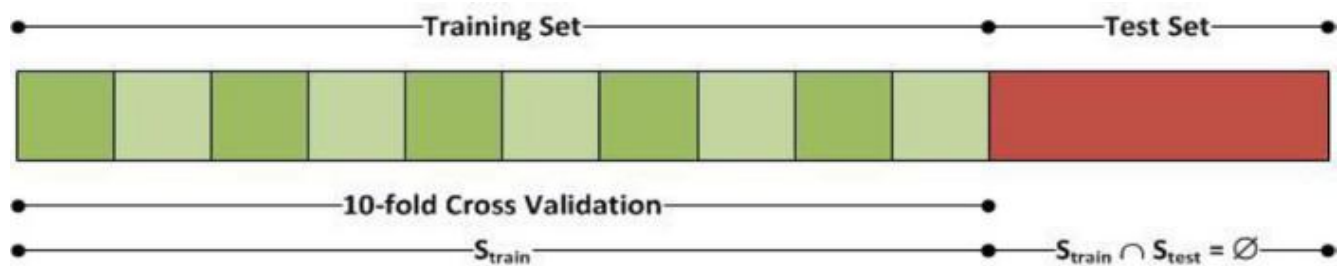 Training Set Test Set
10-fold Cross Validation
Strain Strain ∩ Stest = ∅